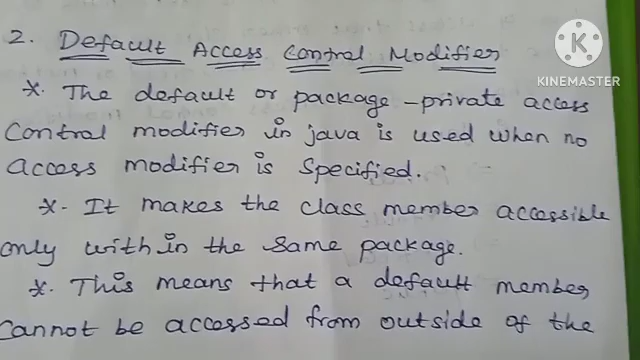 2. Default Access Control Modifier
*. The default or package-private access
control modifier in java is used when no
access modifier is specified.
*. It makes the class member accessible
only with in the same package.
*. This means that a default member
cannot be accessed from outside of the
KINEMASTER